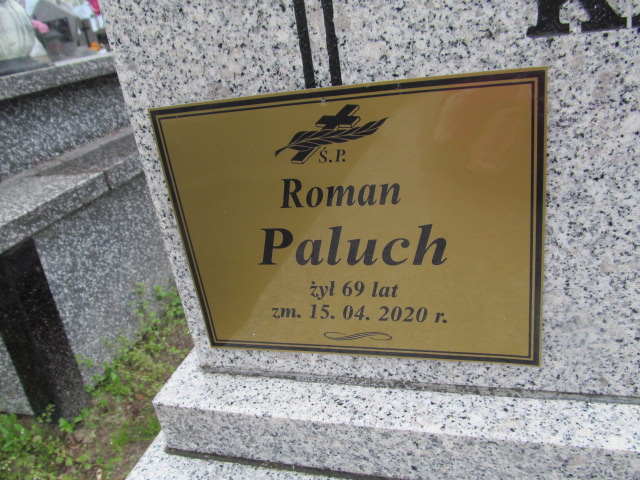 Ś.P.
Roman
Paluch
żył 69 lat
zm. 15. 04. 2020 r.